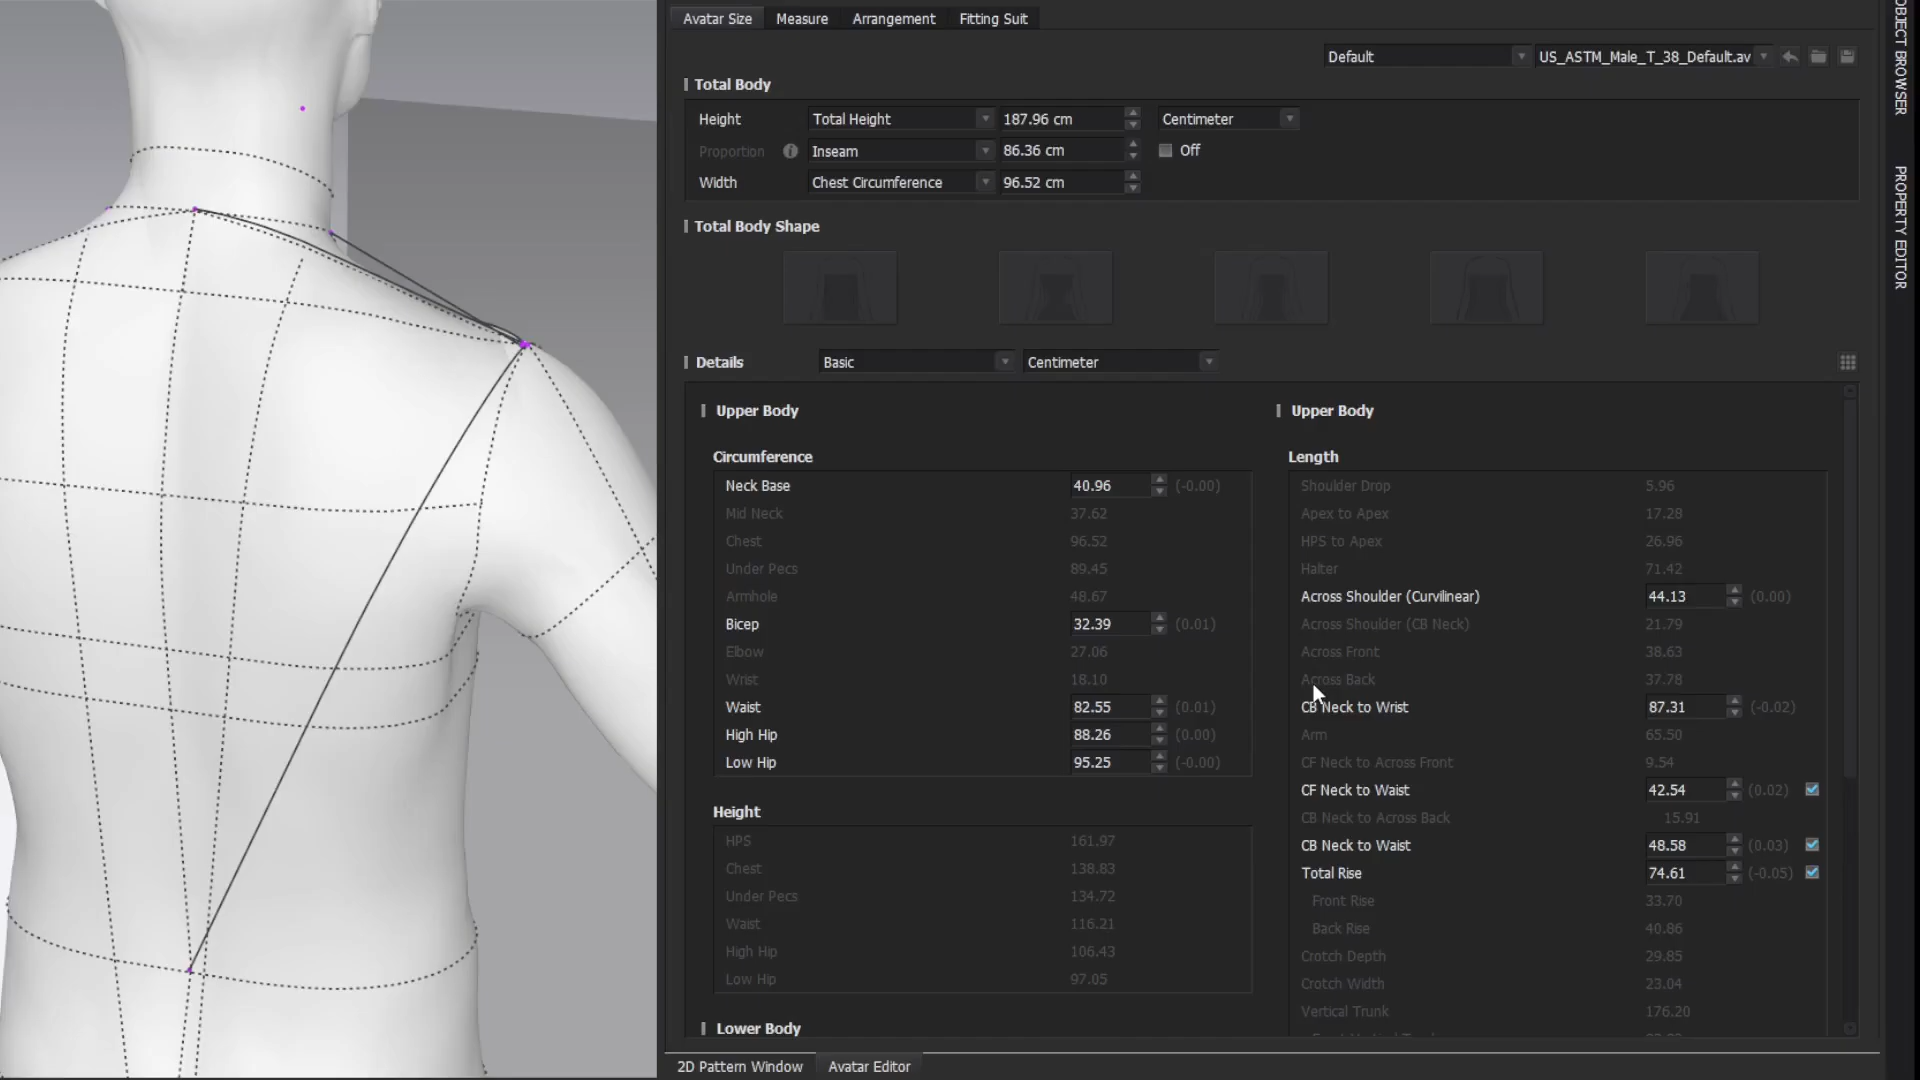 Avatar Size Measure Arrangement Fitting Suit
OBJECT BROWSER
PROPERTY EDITOR
Default US_ASTM_Male_T_38_Default.av
Total Body
Height Total Height 187.96 cm Centimeter
Proportion Inseam 86.36 cm Off
Width Chest Circumference 96.52 cm
Total Body Shape
Details Basic Centimeter
Upper Body
Circumference
Neck Base 40.96 (-0.00)
Mid Neck 37.62
Chest 96.52
Under Pecs 89.45
Armhole 48.67
Bicep 32.39 (0.01)
Elbow 27.06
Wrist 18.10
Waist 82.55 (0.01)
High Hip 88.26 (0.00)
Low Hip 95.25 (-0.00)
Height
HPS 161.97
Chest 138.83
Under Pecs 134.72
Waist 116.21
High Hip 106.43
Low Hip 97.05
Lower Body
Upper Body
Length
Shoulder Drop 5.96
Apex to Apex 17.28
HPS to Apex 26.96
Halter 71.42
Across Shoulder (Curvilinear) 44.13 (0.00)
Across Shoulder (CB Neck) 21.79
Across Front 38.63
Across Back 37.78
CB Neck to Wrist 87.31 (-0.02)
Arm 65.50
CF Neck to Across Front 9.54
CF Neck to Waist 42.54 (0.02)
CB Neck to Across Back 15.91
CB Neck to Waist 48.58 (0.03)
Total Rise 74.61 (-0.05)
Front Rise 33.70
Back Rise 40.86
Crotch Depth 29.85
Crotch Width 23.04
Vertical Trunk 176.20
2D Pattern Window Avatar Editor